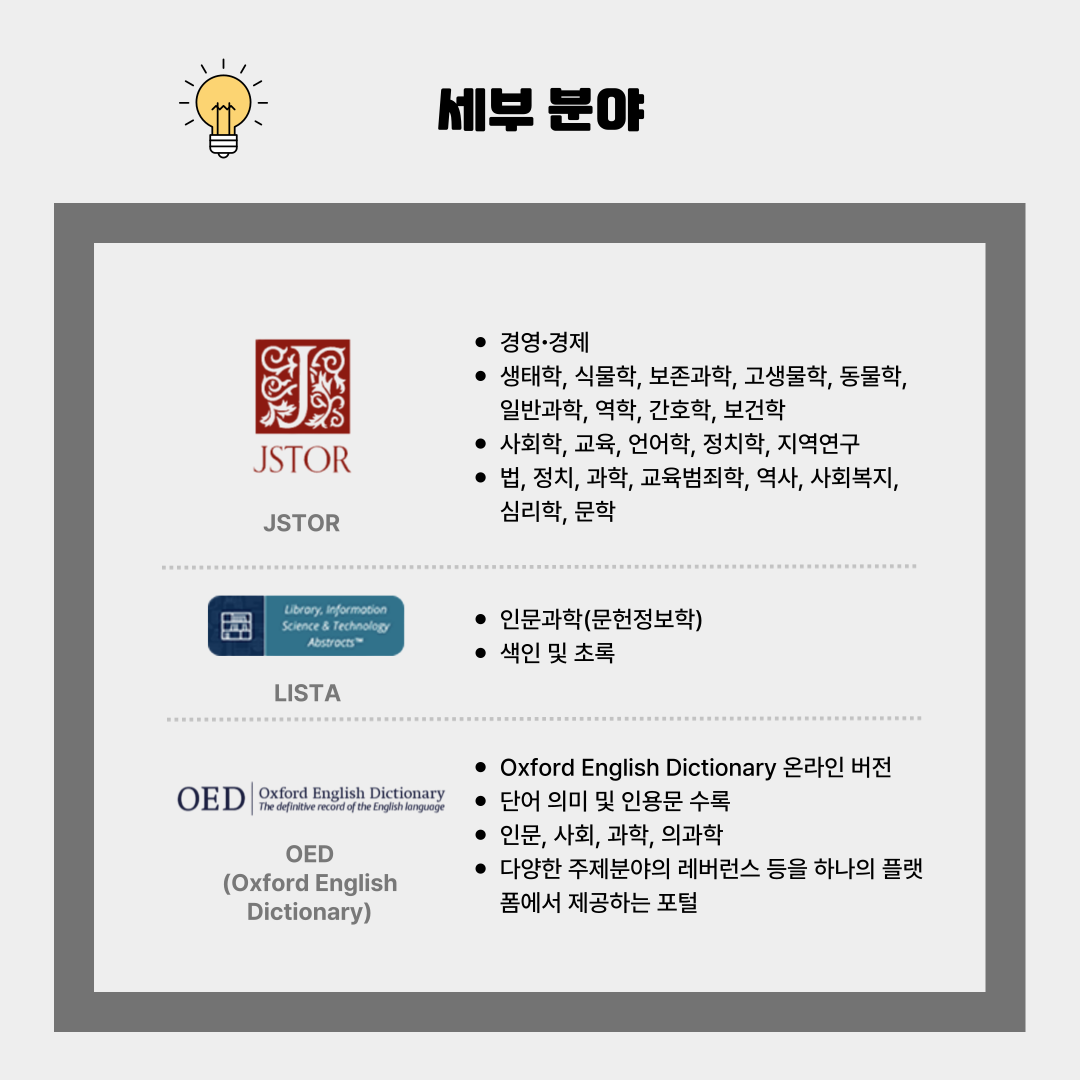 세부 분야
경영•경제
생태학, 식물학, 보존과학, 고생물학, 동물학,
일반과학, 역학, 간호학, 보건학
사회학, 교육, 언어학, 정치학, 지역연구
법, 정치, 과학, 교육범죄학, 역사, 사회복지,
심리학, 문학
J
JSTOR
JSTOR
Library, Information
Science & Technology
Abstracts™
LISTA
인문과학(문헌정보학)
색인 및 초록
OED
Oxford English Dictionary
The definitive record of the English language
OED
(Oxford English
Dictionary)
Oxford English Dictionary 온라인 버전
단어 의미 및 인용문 수록
인문, 사회, 과학, 의과학
다양한 주제분야의 레버런스 등을 하나의 플랫
폼에서 제공하는 포털